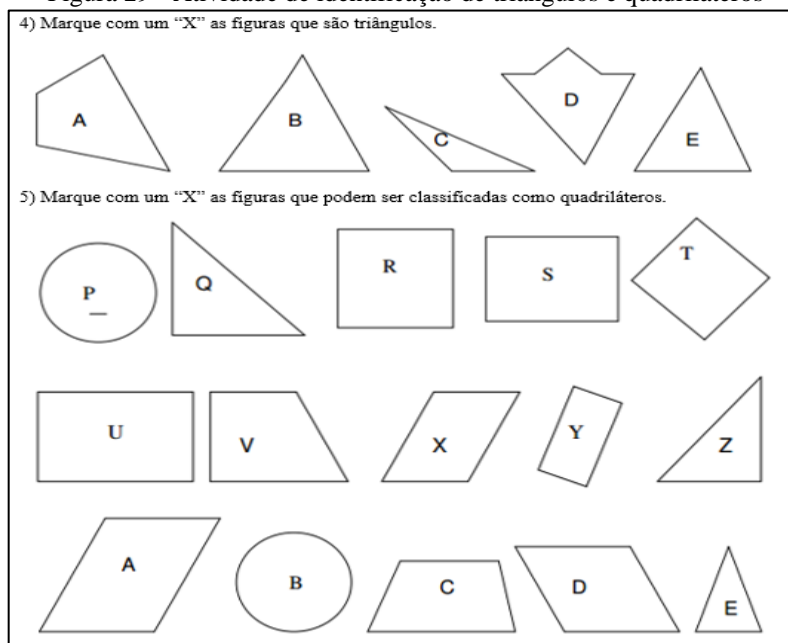 Figura 29 - Atividade de identificação de triângulos e quadriláteros
4) Marque com um “X” as figuras que são triângulos.
A B C D E
5) Marque com um “X” as figuras que podem ser classificadas como quadriláteros.
P Q R S T
U V X Y Z
A B C D E